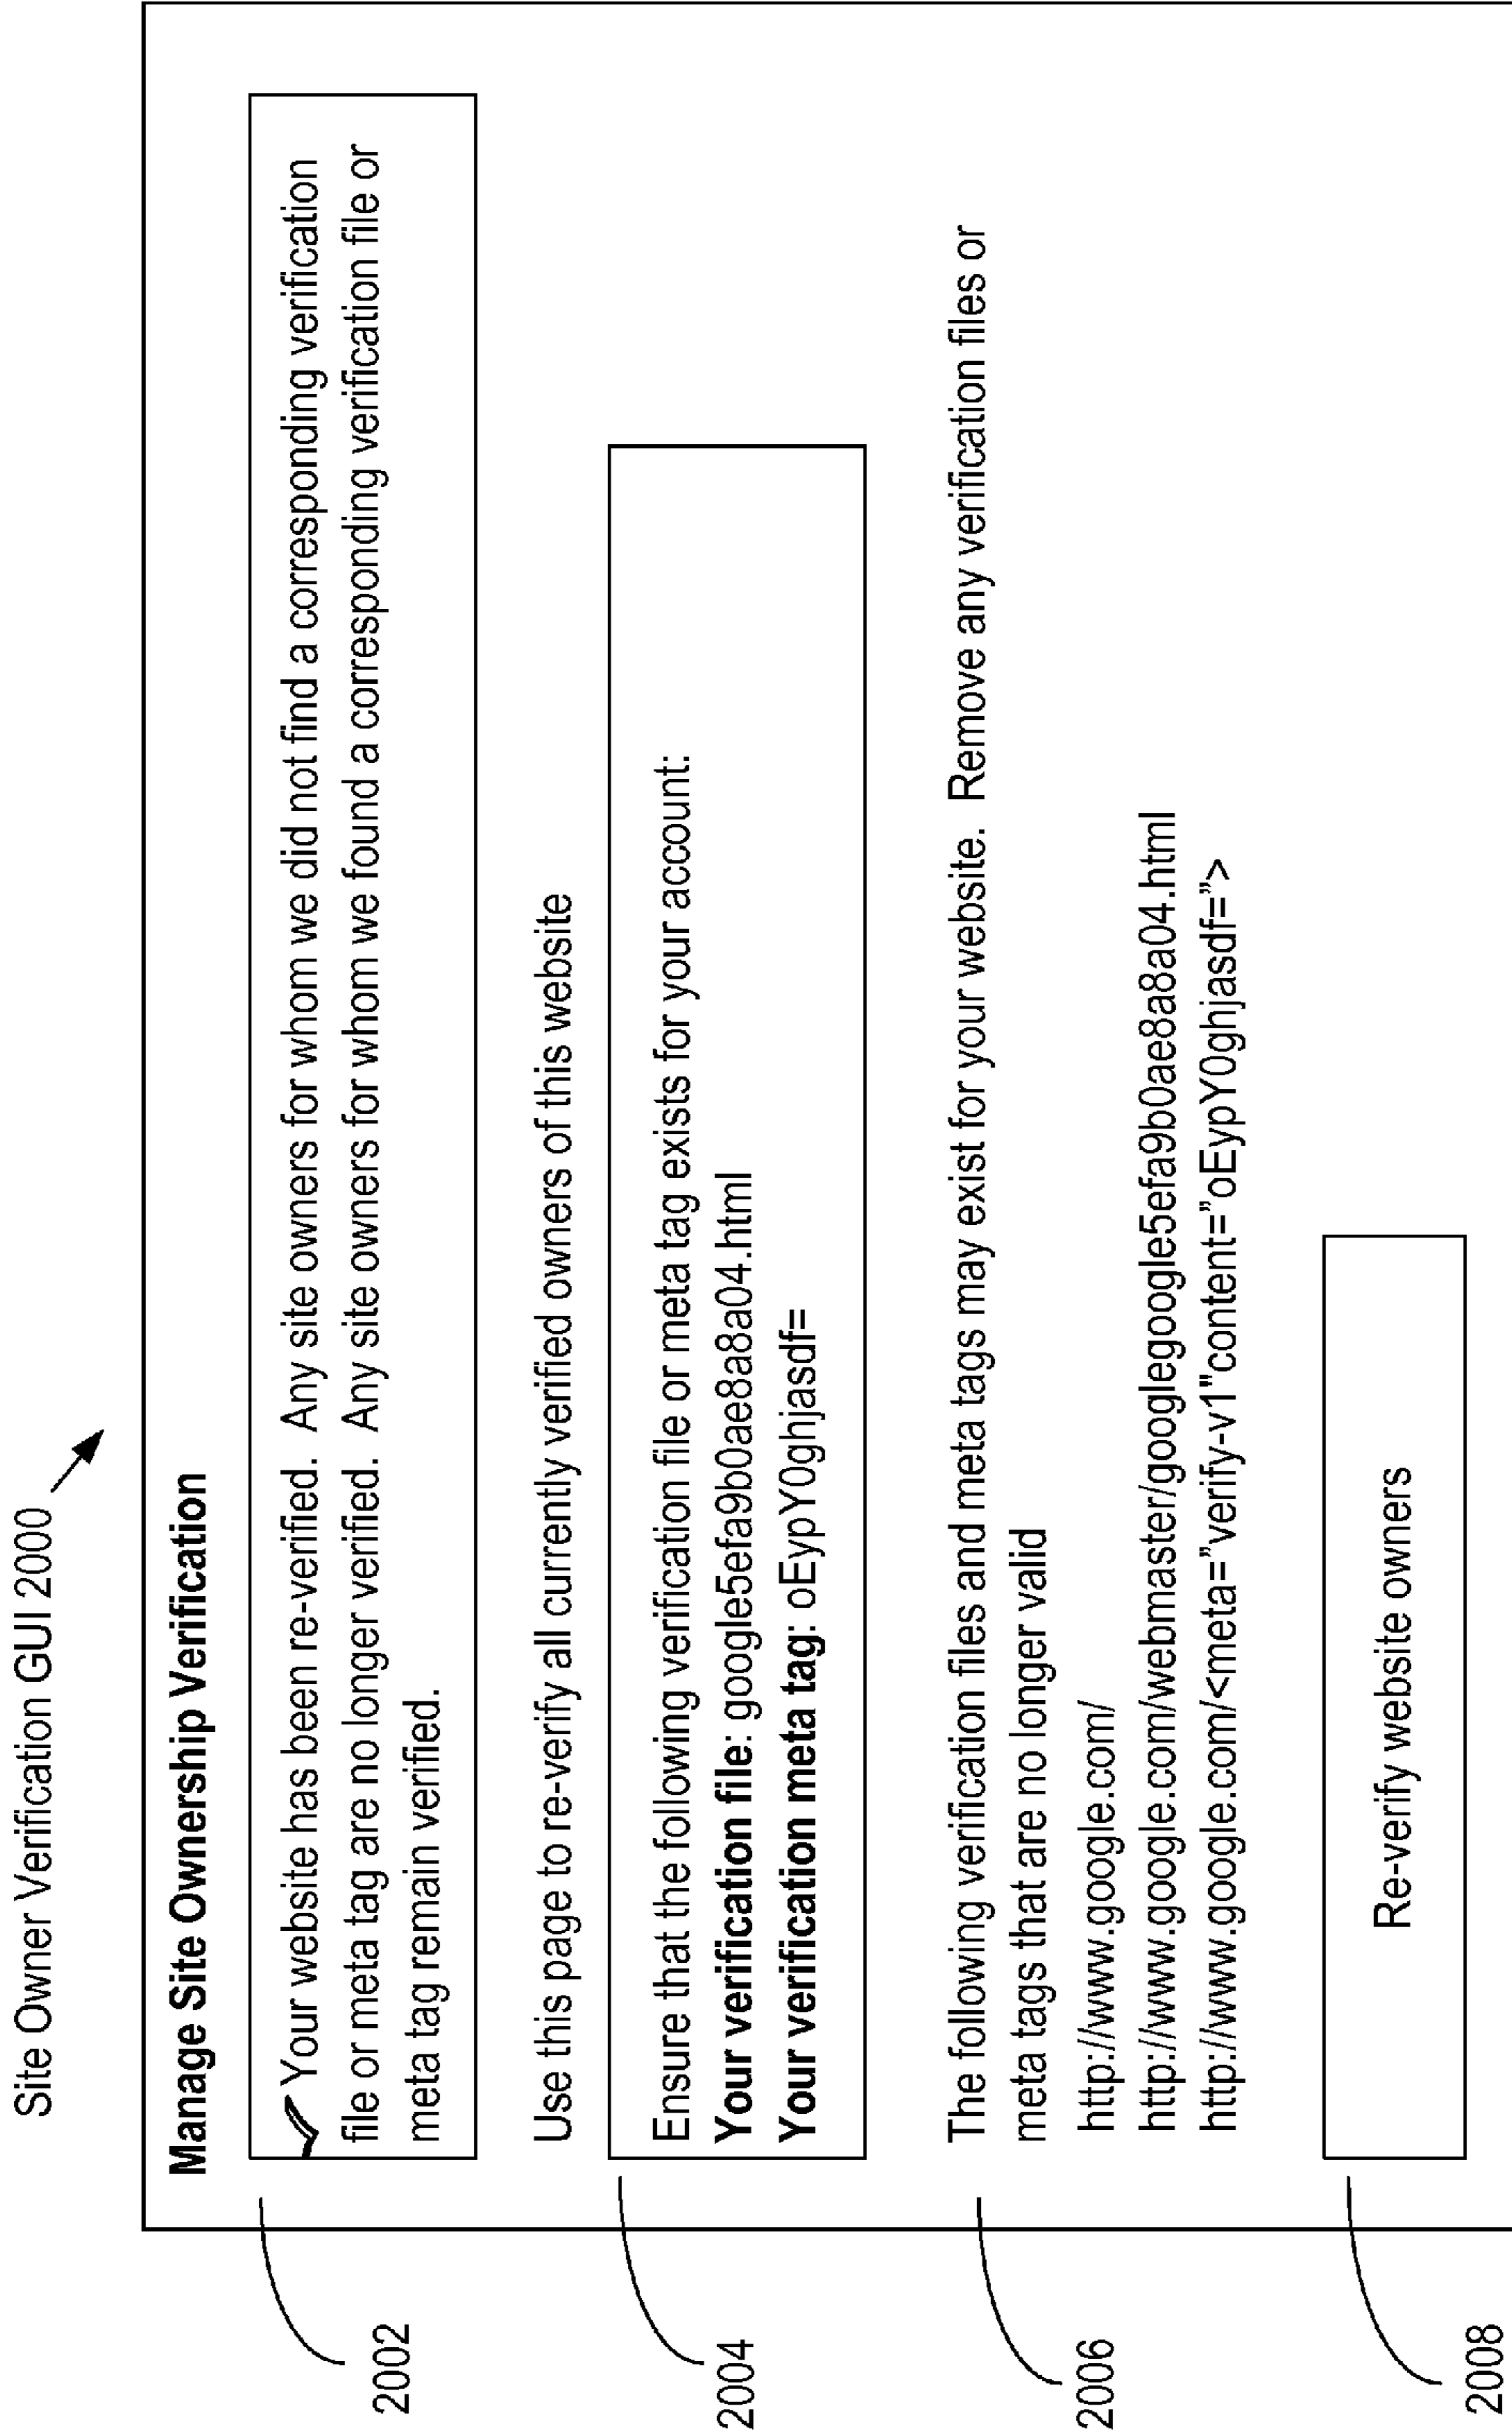 Site Owner Verification GUI 2000
Manage Site Ownership Verification
2002
Your website has been re-verified. Any site owners for whom we did not find a corresponding verification
file or meta tag are no longer verified. Any site owners for whom we found a corresponding verification file or
meta tag remain verified.
Use this page to re-verify all currently verified owners of this website
2004
Ensure that the following verification file or meta tag exists for your account:
Your verification file: google5efa9b0ae8a8a04.html
Your verification meta tag: oEypY0ghjasdf=
2006
The following verification files and meta tags may exist for your website. Remove any verification files or
meta tags that are no longer valid
http://www.google.com/
http://www.google.com/webmaster/googlegoogle5efa9b0ae8a8a04.html
http://www.google.com/<meta="verify-v1"content="oEypY0ghjasdf=">
2008
Re-verify website owners